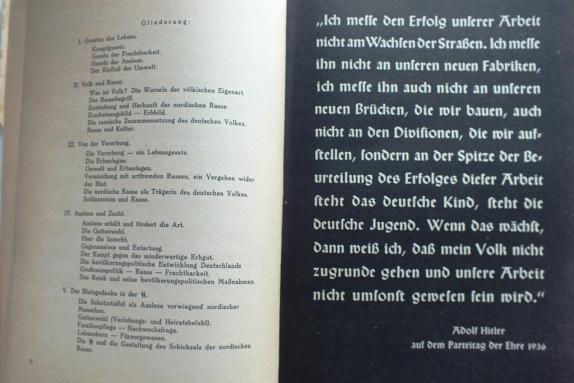 Gliederung:
I. Gesetze des Lebens.
Kampfgesetz.
Gesetz der Fruchtbarkeit.
Gesetz der Auslese.
Der Einfluß der Umwelt.
II. Volk und Rasse.
Was ist Volk? Die Wurzeln der völkischen Eigenart
Der Rassebegriff.
Entstehung und Herkunft der nordischen Rasse
Erscheinungsbild — Erbbild.
Die rassische Zusammensetzung des deutschen Volkes.
Rasse und Kultur.
III. Von der Vererbung.
Die Vererbung — ein Lebensgesetz.
Die Erbanlagen.
Umwelt und Erbanlagen.
Vermischung mit artfremden Rassen, ein Vergehen wider
das Blut.
Die nordische Rasse als Trägerin des deutschen Volkes.
Soldatentum und Rasse.
IV. Auslese und Zucht.
Auslese erhält und fördert die Art.
Die Gattenwahl.
Über die Inzucht.
Gegenauslese und Entartung.
Der Kampf gegen das minderwertige Erbgut.
Die bevölkerungspolitische Entwicklung Deutschlands
Großraumpolitik — Rasse — Fruchtbarkeit.
Das Reich und seine bevölkerungspolitischen Maßnahmen.
V. Der Blutsgedanke in der ᛋᛋ.
Die Schutzstaffel als Auslese vorwiegend nordischer
Menschen.
Gattenwahl (Verlobungs- und Heiratsbefehl).
Familienpflege — Nachwuchsfrage.
Lebensborn — Fürsorgewesen.
Die ᛋᛋ und die Gestaltung des Schicksals der nordischen
Rasse.
2
„Ich messe den Erfolg unserer Arbeit
nicht am Wachsen der Straßen. Ich messe
ihn nicht an unseren neuen Fabriken,
ich messe ihn auch nicht an unseren
neuen Brücken, die wir bauen, auch
nicht an den Divisionen, die wir auf-
stellen, sondern an der Spitze der Be-
urteilung des Erfolges dieser Arbeit
steht das deutsche Kind, steht die
deutsche Jugend. Wenn das wächst,
dann weiß ich, daß mein Volk nicht
zugrunde gehen und unsere Arbeit
nicht umsonst gewesen sein wird.“
Adolf Hitler
auf dem Parteitag der Ehre 1936